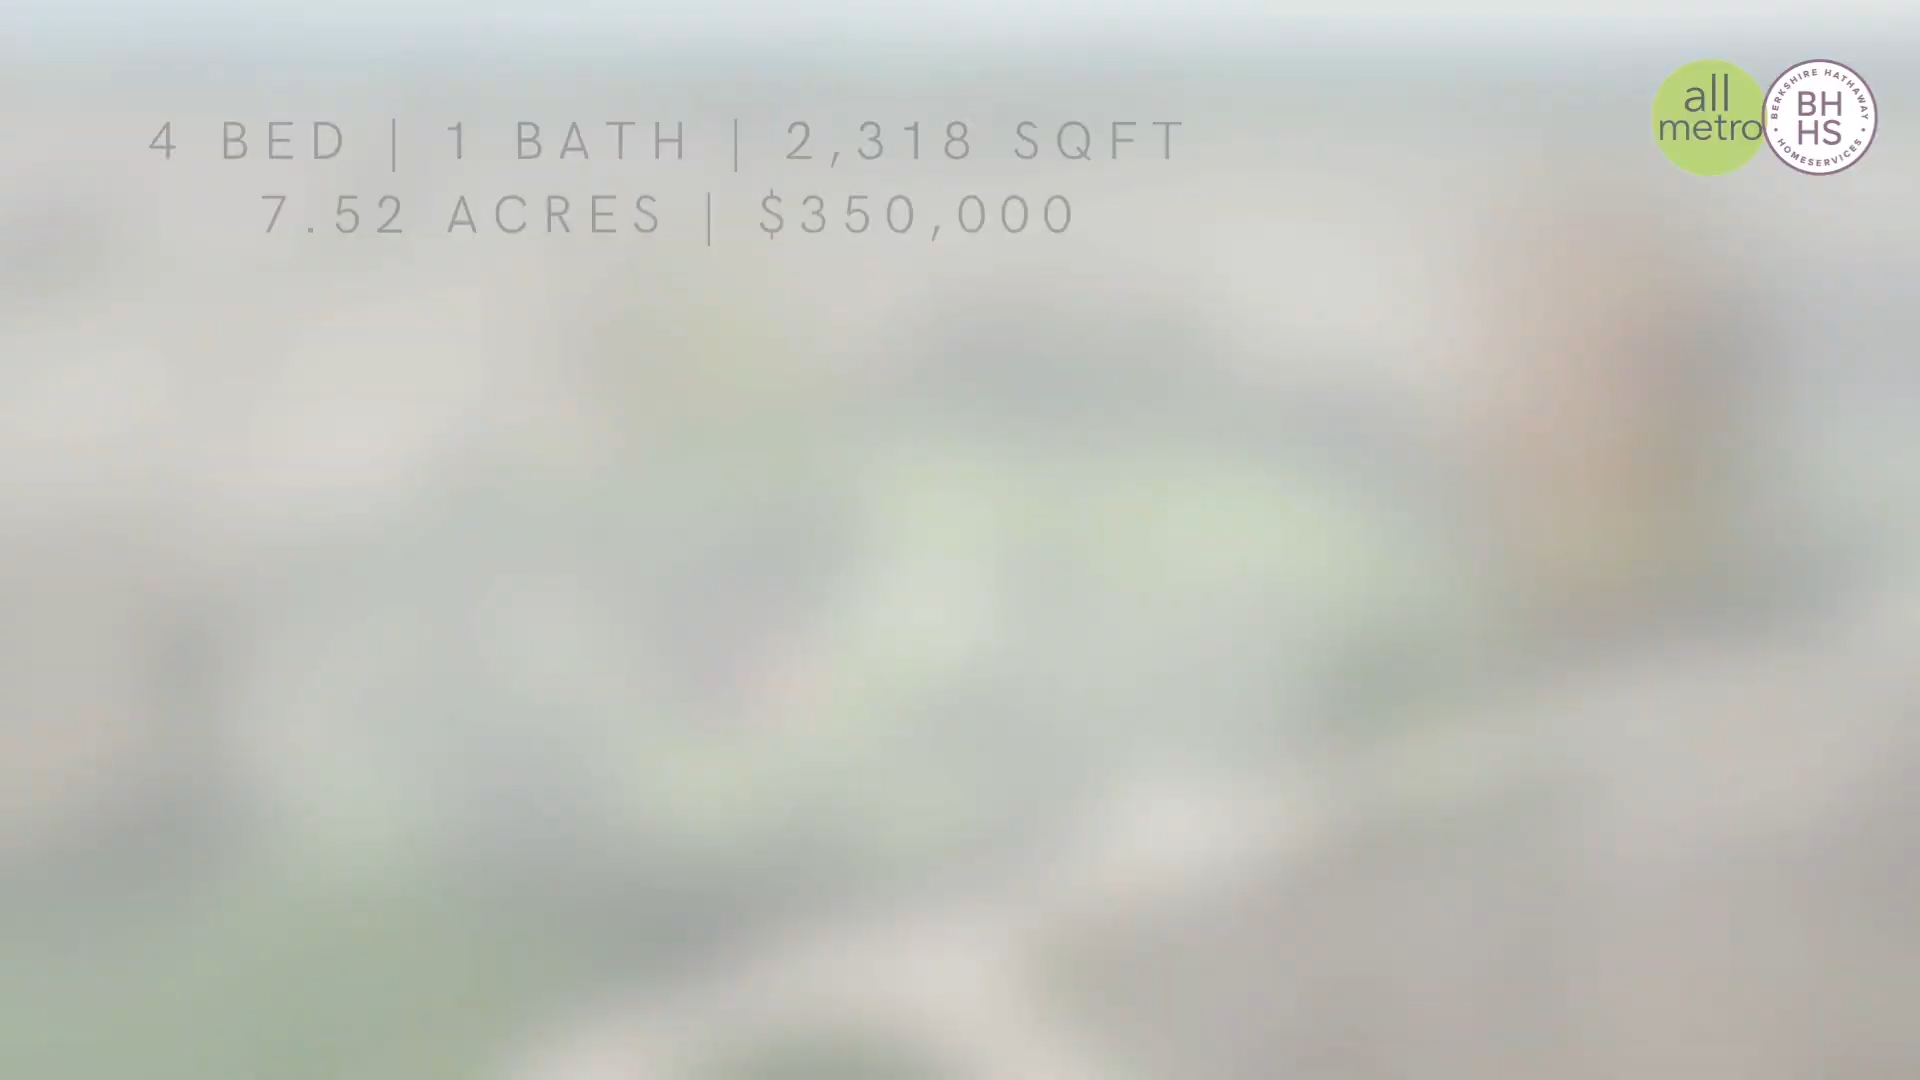 4 BED | 1 BATH | 2,318 SQFT
7.52 ACRES | $350,000
all
metro
BERKSHIRE HATHAWAY
BH
HS
HOMESERVICES